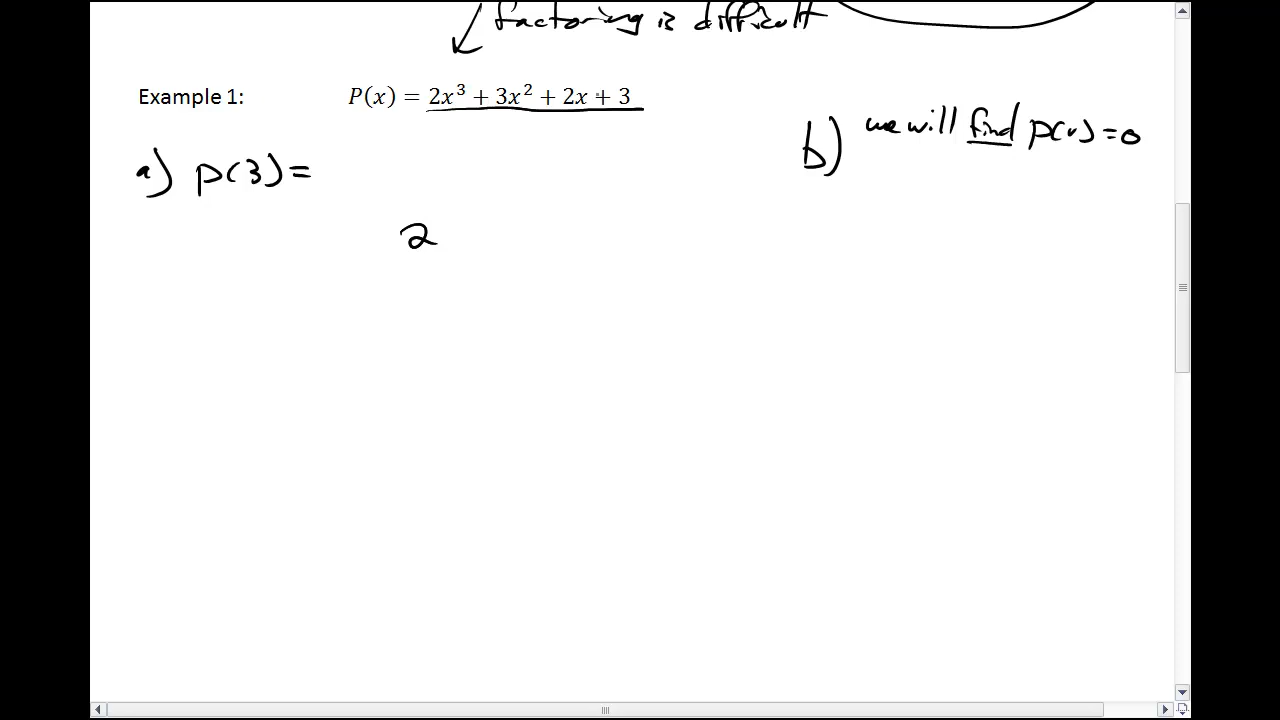 factoring is difficult
Example 1: P(x) = 2x³ + 3x² + 2x + 3
b) we will find p(r) = 0
a) p(3) =
2